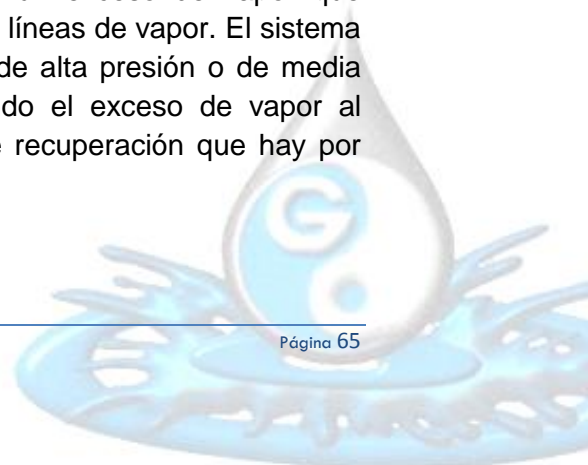 líneas de vapor. El sistema
de alta presión o de media
do el exceso de vapor al
recuperación que hay por
G
Página 65